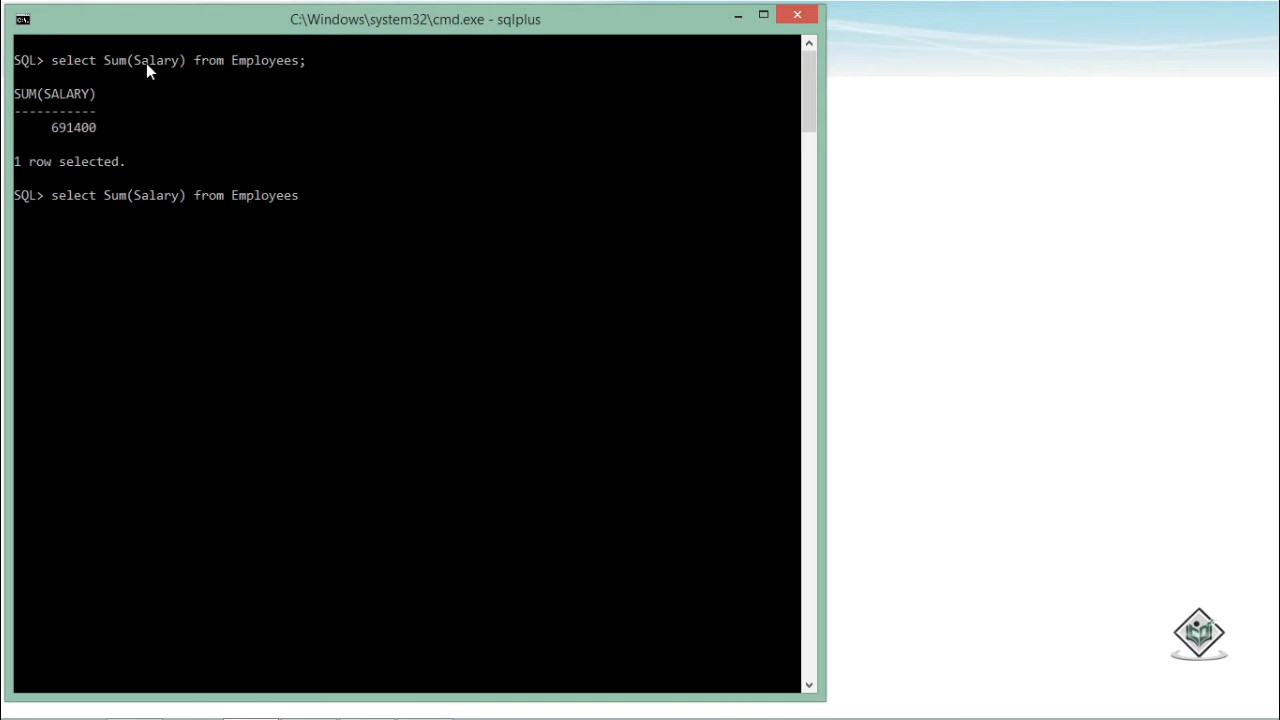 C:\Windows\system32\cmd.exe - sqlplus
SQL> select Sum(Salary) from Employees;
SUM(SALARY)
-----------
691400
1 row selected.
SQL> select Sum(Salary) from Employees